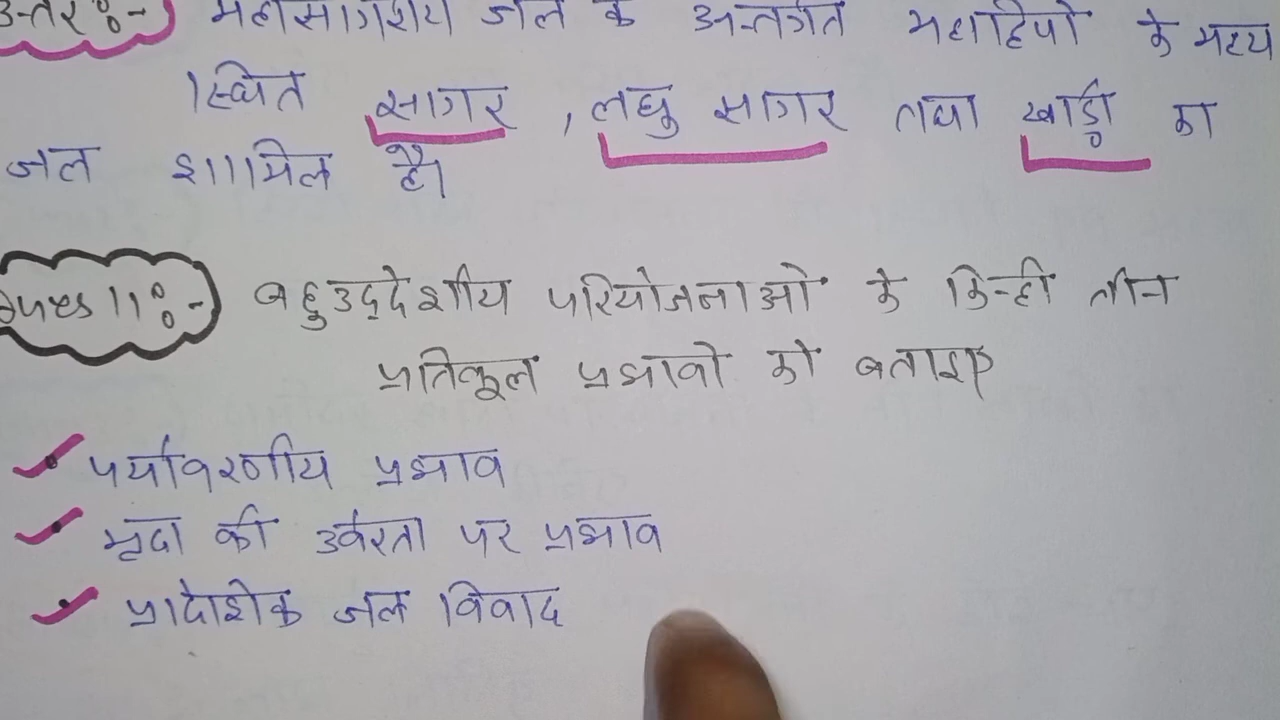 उत्तर :- महासागरीय जल के अन्तर्गत महाद्विपो के मध्य
स्थित सागर , लघु सागर तथा खाड़ी का
जल शामिल है।
Ques 11 :- बहुउद्देशीय परियोजनाओ के किन्ही तीन
प्रतिकूल प्रभावो को बताइए
• पर्यावरणीय प्रभाव
• मृदा की उर्वरता पर प्रभाव
• प्रादेशिक जल विवाद